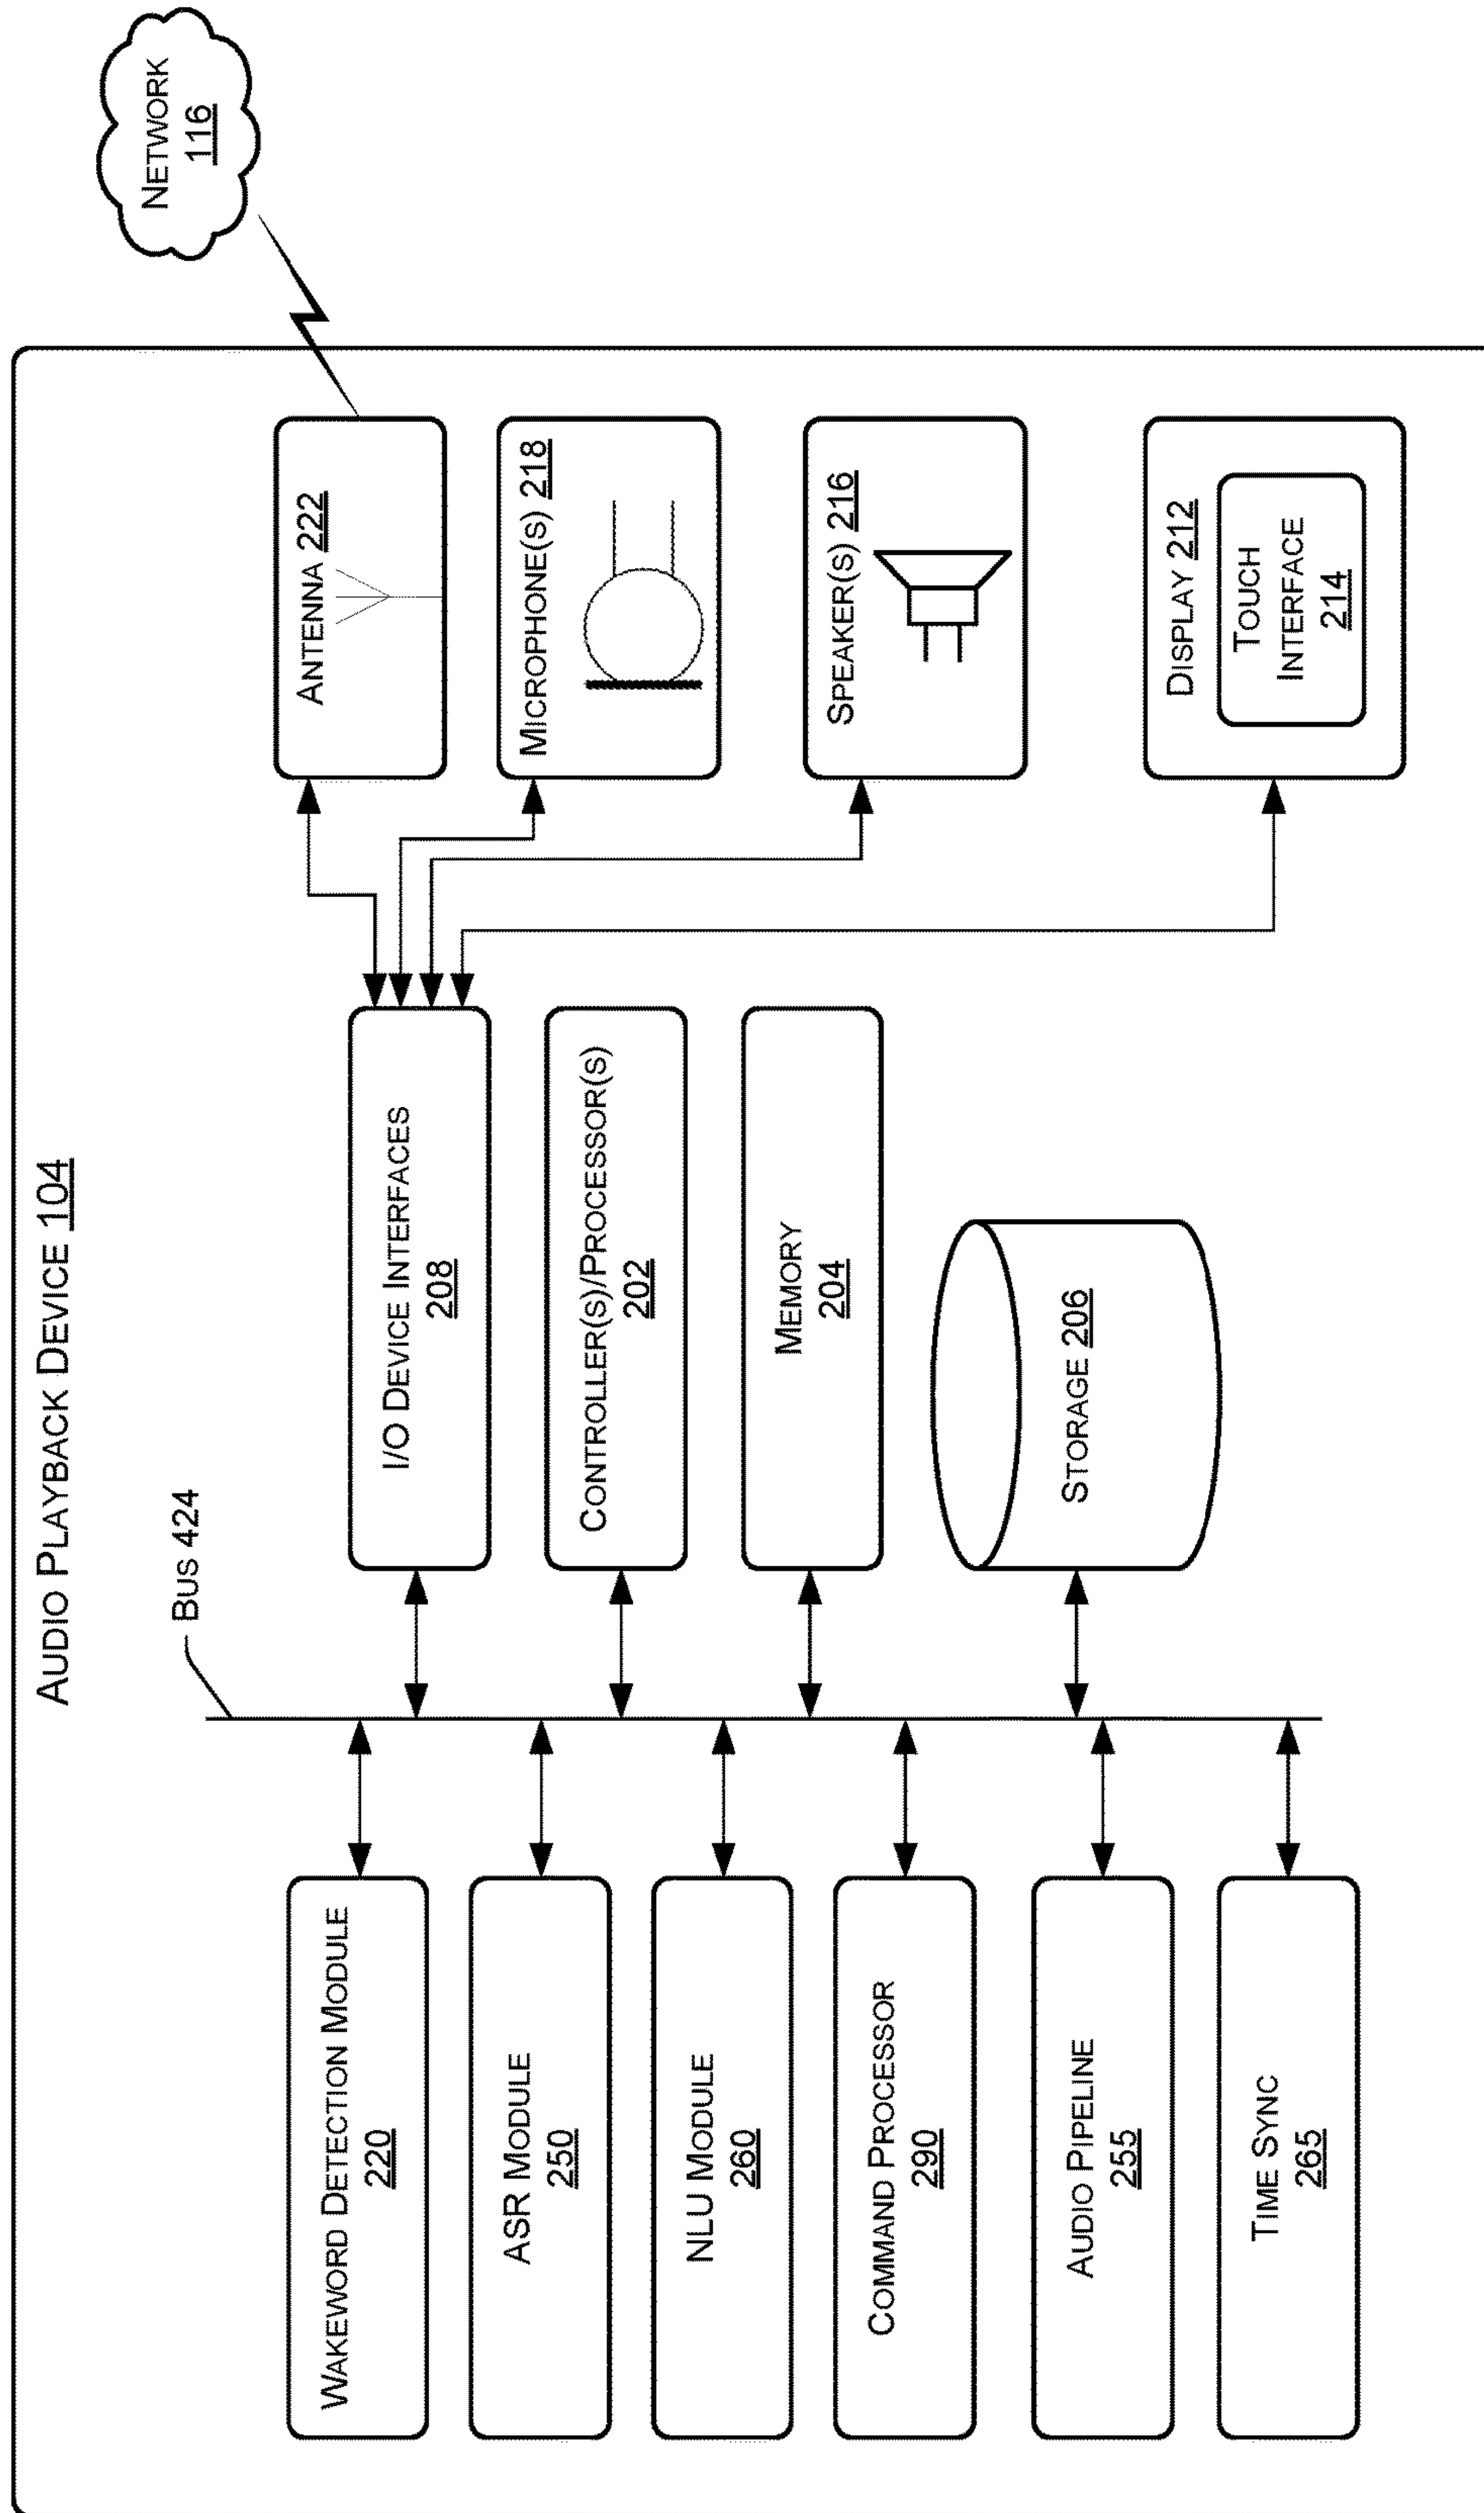 AUDIO PLAYBACK DEVICE 104
BUS 424
WAKEWORD DETECTION MODULE
220
ASR MODULE
250
NLU MODULE
260
COMMAND PROCESSOR
290
AUDIO PIPELINE
255
TIME SYNC
265
I/O DEVICE INTERFACES
208
CONTROLLER(S)/PROCESSOR(S)
202
MEMORY
204
STORAGE 206
ANTENNA 222
MICROPHONE(S) 218
SPEAKER(S) 216
DISPLAY 212
TOUCH
INTERFACE
214
NETWORK
116